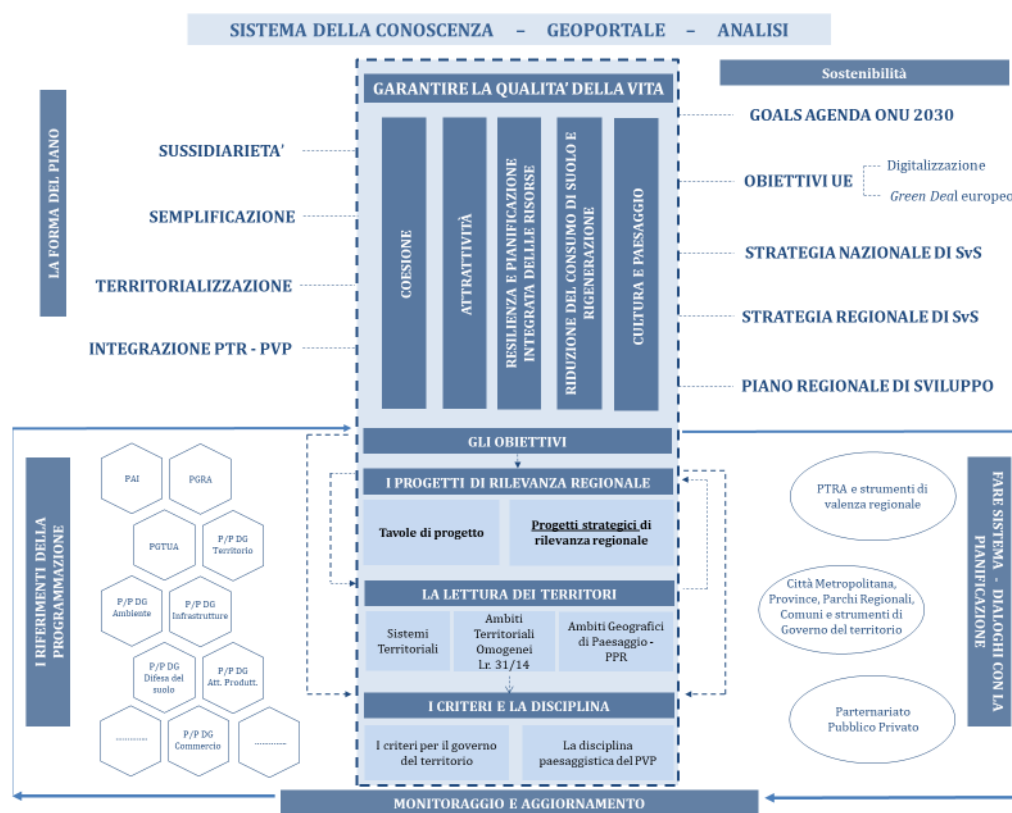 SISTEMA DELLA CONOSCENZA – GEOPORTALE – ANALISI
LA FORMA DEL PIANO
SUSSIDIARIETA'
SEMPLIFICAZIONE
TERRITORIALIZZAZIONE
INTEGRAZIONE PTR - PVP
GARANTIRE LA QUALITA' DELLA VITA
COESIONE
ATTRATTIVITÀ
RESILIENZA E PIANIFICAZIONE
INTEGRATA DELLE RISORSE
RIDUZIONE DEL CONSUMO DI SUOLO E
RIGENERAZIONE
CULTURA E PAESAGGIO
Sostenibilità
GOALS AGENDA ONU 2030
OBIETTIVI UE
Digitalizzazione
Green Deal europeo
STRATEGIA NAZIONALE DI SvS
STRATEGIA REGIONALE DI SvS
PIANO REGIONALE DI SVILUPPO
I RIFERIMENTI DELLA
PROGRAMMAZIONE
PAI
PGRA
PGTUA
P/P DG
Territorio
P/P DG
Ambiente
P/P DG
Infrastrutture
P/P DG
Difesa del
suolo
P/P DG
Att. Produtt.
............
P/P DG
Commercio
............
GLI OBIETTIVI
I PROGETTI DI RILEVANZA REGIONALE
Tavole di progetto
Progetti strategici di
rilevanza regionale
LA LETTURA DEI TERRITORI
Sistemi
Territoriali
Ambiti
Territoriali
Omogenei
Lr. 31/14
Ambiti Geografici
di Paesaggio -
PPR
I CRITERI E LA DISCIPLINA
I criteri per il governo
del territorio
La disciplina
paesaggistica del PVP
FARE SISTEMA - DIALOGHI CON LA
PIANIFICAZIONE
PTRA e strumenti di
valenza regionale
Città Metropolitana,
Province, Parchi Regionali,
Comuni e strumenti di
Governo del territorio
Parternariato
Pubblico Privato
MONITORAGGIO E AGGIORNAMENTO